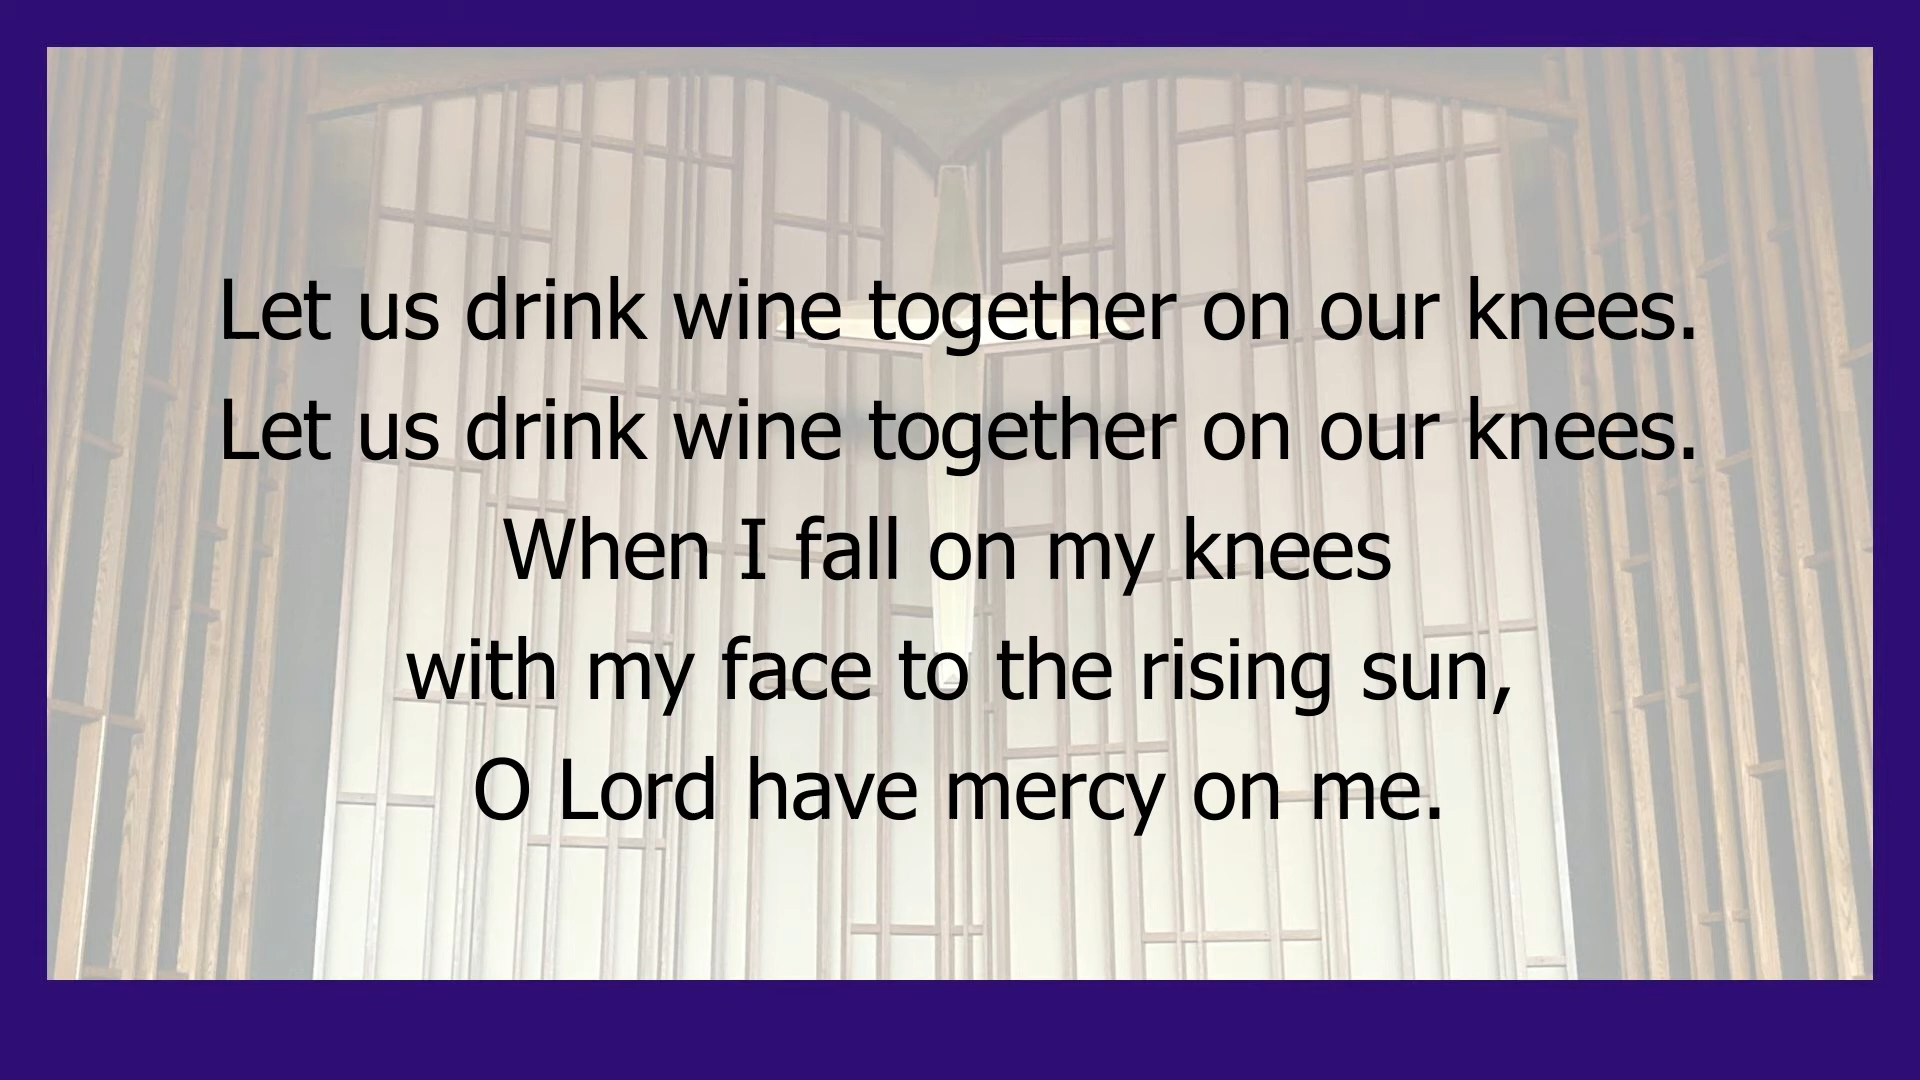 Let us drink wine together on our knees.
Let us drink wine together on our knees.
When I fall on my knees
with my face to the rising sun,
O Lord have mercy on me.